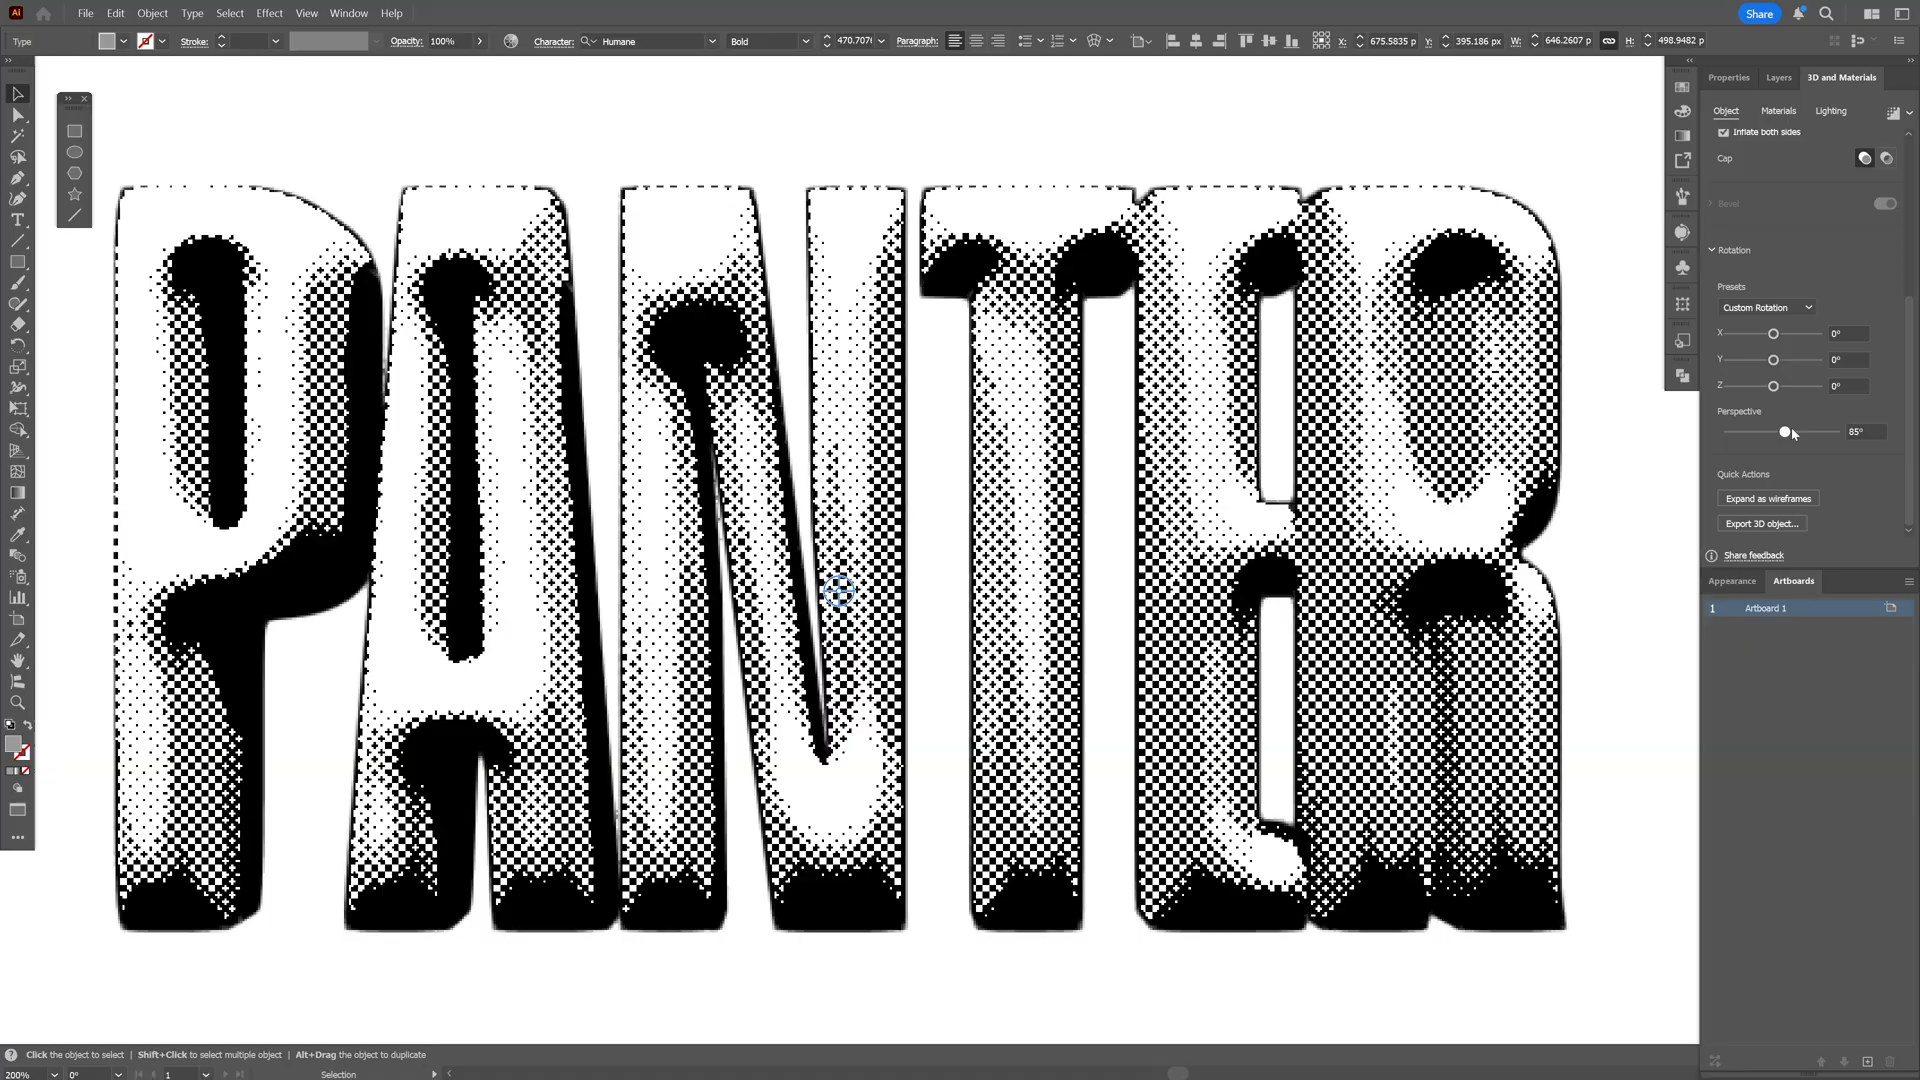 Ai File Edit Object Type Select Effect View Window Help Share
Type Stroke: Opacity: 100% Character: Humane Bold 470.707 Paragraph: X: 675.5835 p Y: 395.186 px W: 646.2607 p H: 498.9482 p
Properties Layers 3D and Materials
Object Materials Lighting
Inflate both sides
Cap
Bevel
Rotation
Presets
Custom Rotation
X 0°
Y 0°
Z 0°
Perspective
85°
Quick Actions
Expand as wireframes
Export 3D object...
Share feedback
Appearance Artboards
1 Artboard 1
PANTER
Click the object to select | Shift+Click to select multiple object | Alt+Drag the object to duplicate
200% 0° 1 Selection